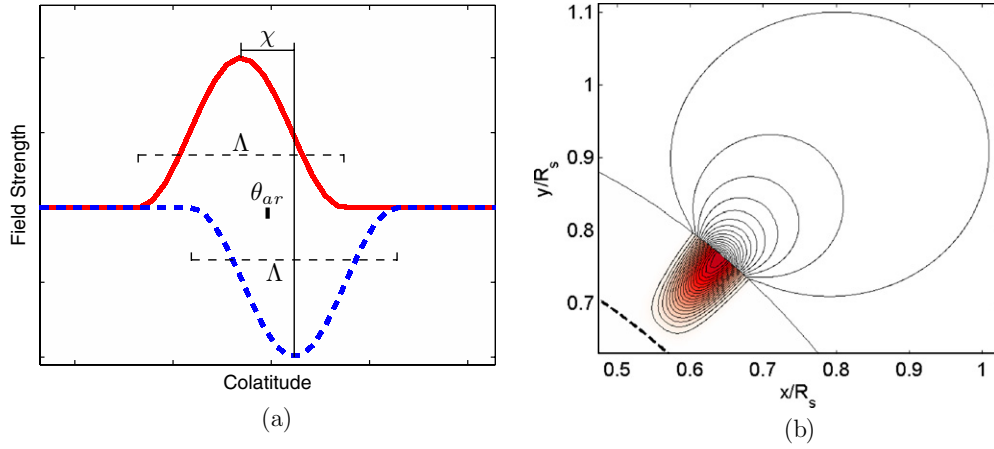 χ
Λ
θ_ar
Λ
Field Strength
Colatitude
(a)
1.1
1
0.9
0.8
0.7
y/R_s
0.5 0.6 0.7 0.8 0.9 1
x/R_s
(b)